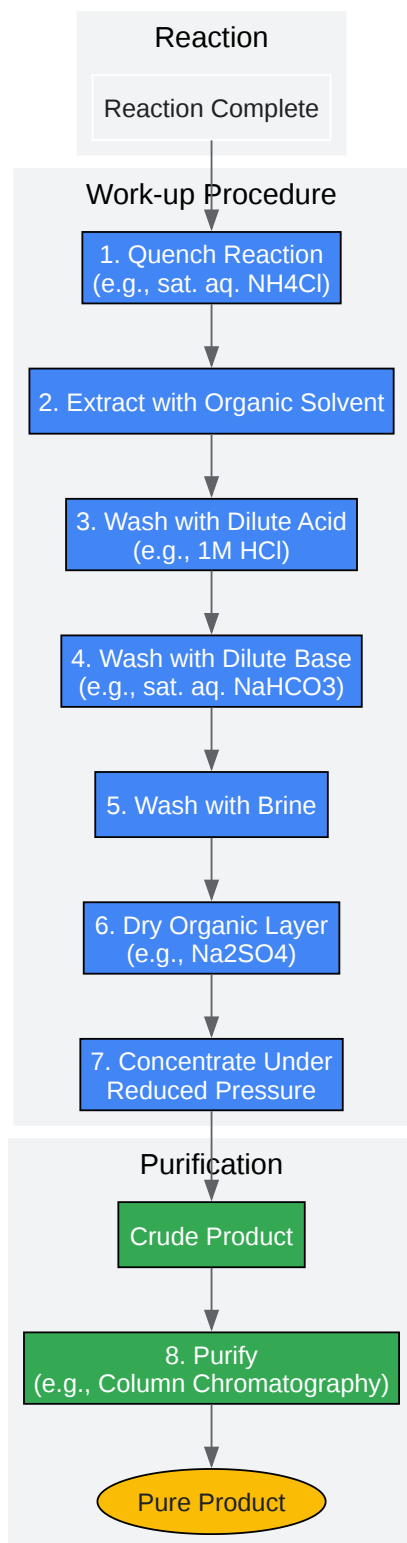 Reaction
Reaction Complete
Work-up Procedure
1. Quench Reaction
(e.g., sat. aq. NH4Cl)
2. Extract with Organic Solvent
3. Wash with Dilute Acid
(e.g., 1M HCl)
4. Wash with Dilute Base
(e.g., sat. aq. NaHCO3)
5. Wash with Brine
6. Dry Organic Layer
(e.g., Na2SO4)
7. Concentrate Under
Reduced Pressure
Purification
Crude Product
8. Purify
(e.g., Column Chromatography)
Pure Product